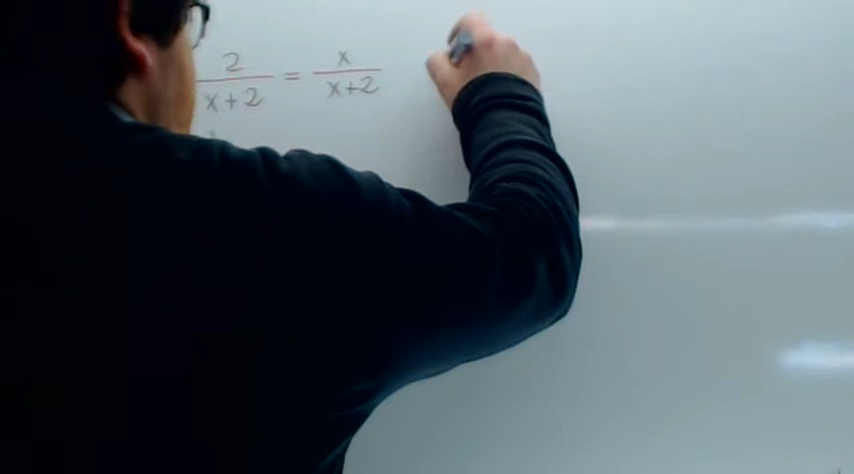 2/(x+2) = x/(x+2)